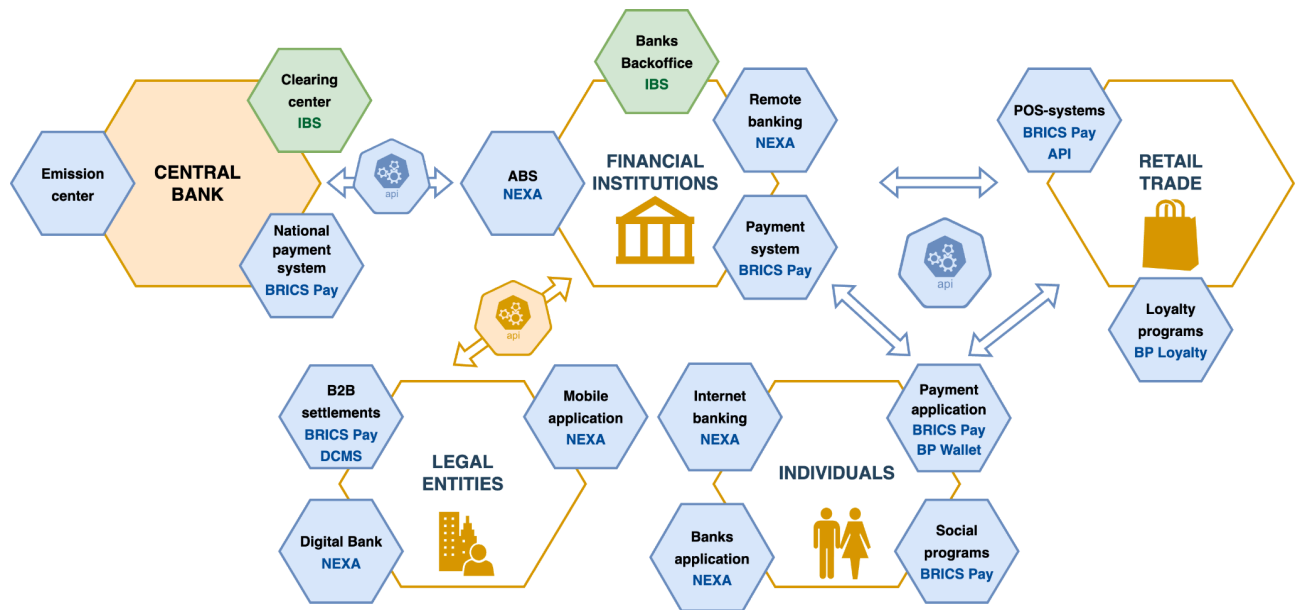 Clearing
center
IBS
Emission
center
CENTRAL
BANK
National
payment
system
BRICS Pay
api
Banks
Backoffice
IBS
ABS
NEXA
FINANCIAL
INSTITUTIONS
Remote
banking
NEXA
Payment
system
BRICS Pay
api
POS-systems
BRICS Pay
API
RETAIL
TRADE
Loyalty
programs
BP Loyalty
api
B2B
settlements
BRICS Pay
DCMS
Mobile
application
NEXA
LEGAL
ENTITIES
Digital Bank
NEXA
Internet
banking
NEXA
Payment
application
BRICS Pay
BP Wallet
INDIVIDUALS
Banks
application
NEXA
Social
programs
BRICS Pay